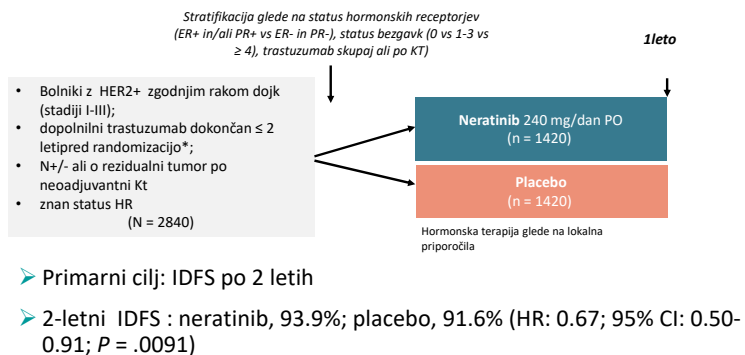 Stratifikacija glede na status hormonskih receptorjev
(ER+ in/ali PR+ vs ER- in PR-), status bezgavk (0 vs 1-3 vs
≥ 4), trastuzumab skupaj ali po KT)
1leto
• Bolniki z HER2+ zgodnjim rakom dojk
(stadiji I-III);
• dopolnilni trastuzumab dokončan ≤ 2
letipred randomizacijo*;
• N+/- ali o rezidualni tumor po
neoadjuvantni Kt
• znan status HR
(N = 2840)
Neratinib 240 mg/dan PO
(n = 1420)
Placebo
(n = 1420)
Hormonska terapija glede na lokalna
priporočila
➢ Primarni cilj: IDFS po 2 letih
➢ 2-letni IDFS : neratinib, 93.9%; placebo, 91.6% (HR: 0.67; 95% CI: 0.50-
0.91; P = .0091)